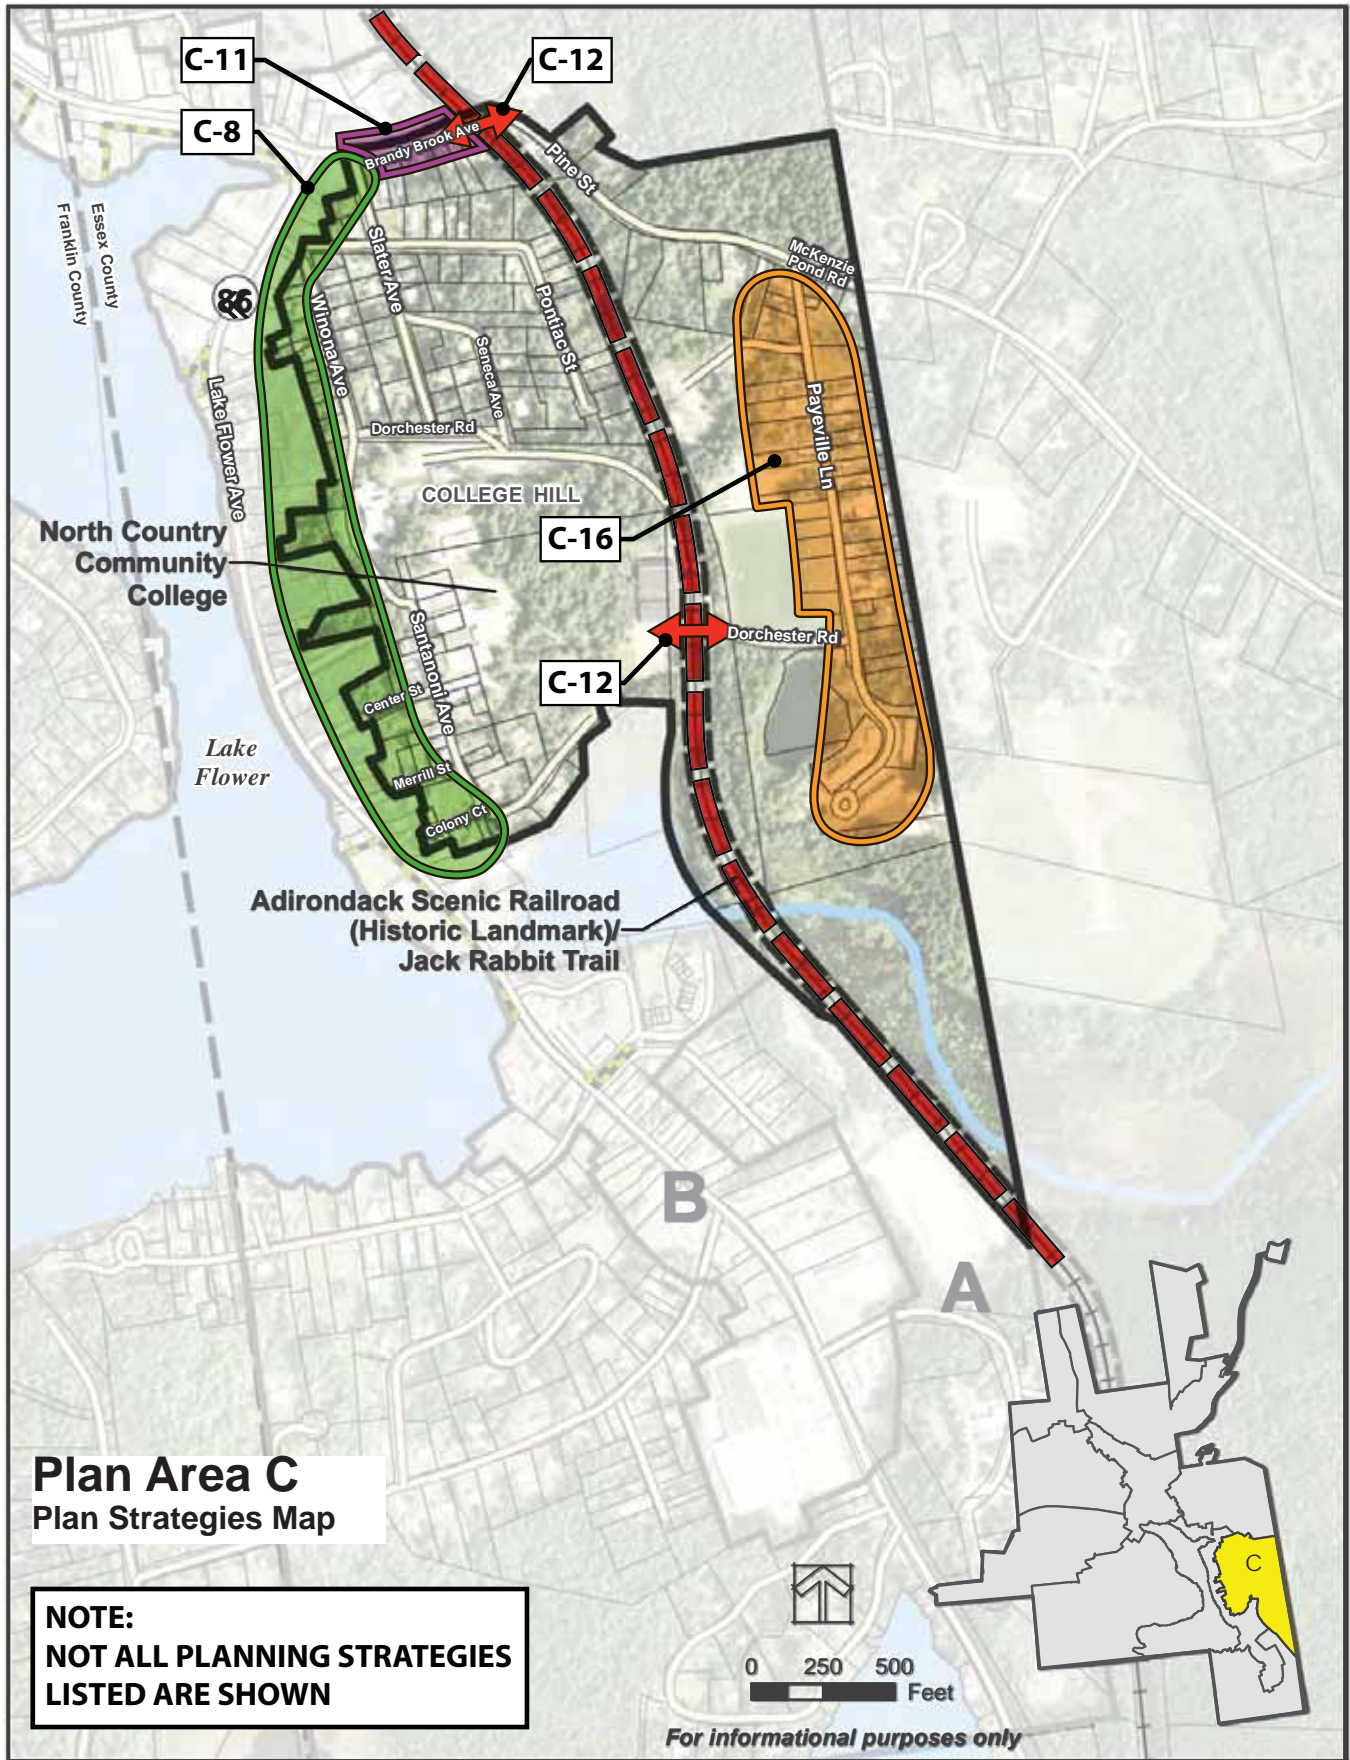 C-11
C-12
C-8
Brandy Brook Ave
Pine St
Essex County
Franklin County
McKenzie
Pond Rd
Slater Ave
86
Winona Ave
Pontiac St
Seneca Ave
Lake Flower Ave
Payeville Ln
Dorchester Rd
COLLEGE HILL
North Country
Community
College
C-16
Santanoni Ave
Dorchester Rd
C-12
Center St
Lake
Flower
Merrill St
Colony Ct
Adirondack Scenic Railroad
(Historic Landmark)/
Jack Rabbit Trail
B
A
Plan Area C
Plan Strategies Map
C
NOTE:
NOT ALL PLANNING STRATEGIES
LISTED ARE SHOWN
0 250 500
Feet
For informational purposes only